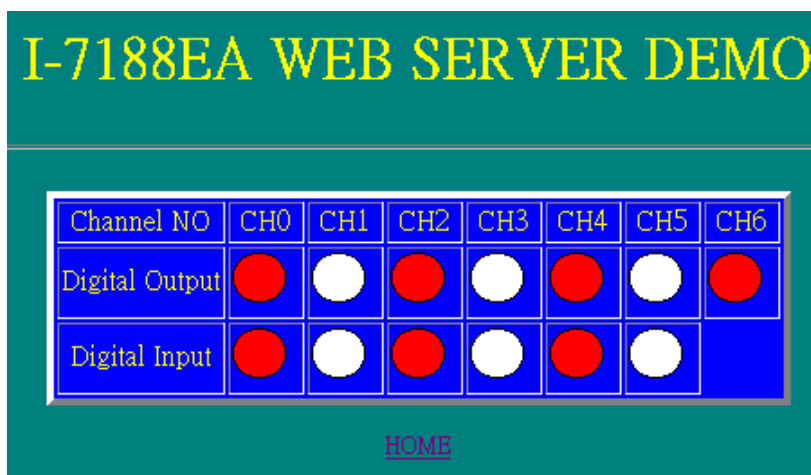 I-7188EA WEB SERVER DEMO
Channel NO CH0 CH1 CH2 CH3 CH4 CH5 CH6
Digital Output
Digital Input
HOME